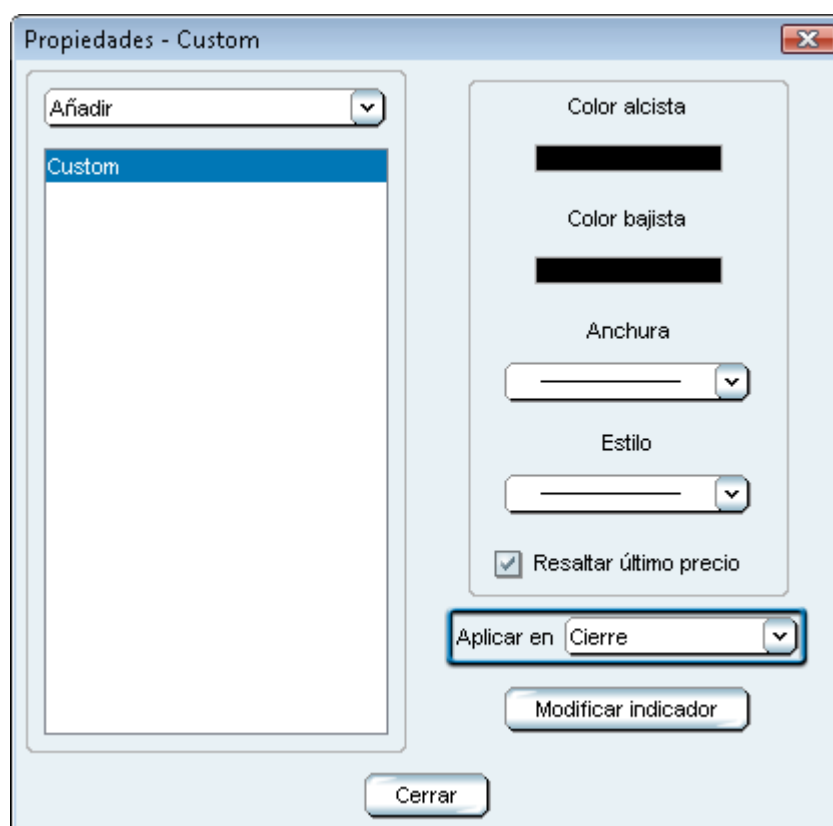 Propiedades - Custom
Añadir
Custom
Color alcista
Color bajista
Anchura
Estilo
Resaltar último precio
Aplicar en Cierre
Modificar indicador
Cerrar